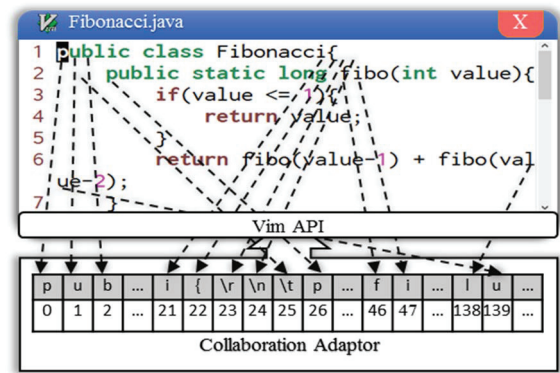 Fibonacci.java X
1 public class Fibonacci{
2 public static long fibo(int value){
3 if(value <= 1){
4 return value;
5 }
6 return fibo(value-1) + fibo(val
ue-2);
7 }
Vim API
p u b ... i { \r \n \t p ... f i ... l u ...
0 1 2 ... 21 22 23 24 25 26 ... 46 47 ... 138 139 ...
Collaboration Adaptor